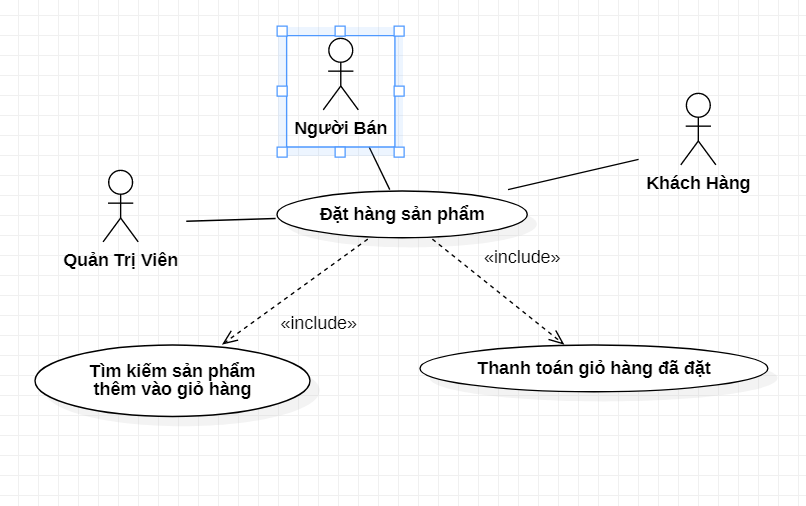 Người Bán
Khách Hàng
Đặt hàng sản phẩm
Quản Trị Viên
«include»
«include»
Tìm kiếm sản phẩm
thêm vào giỏ hàng
Thanh toán giỏ hàng đã đặt